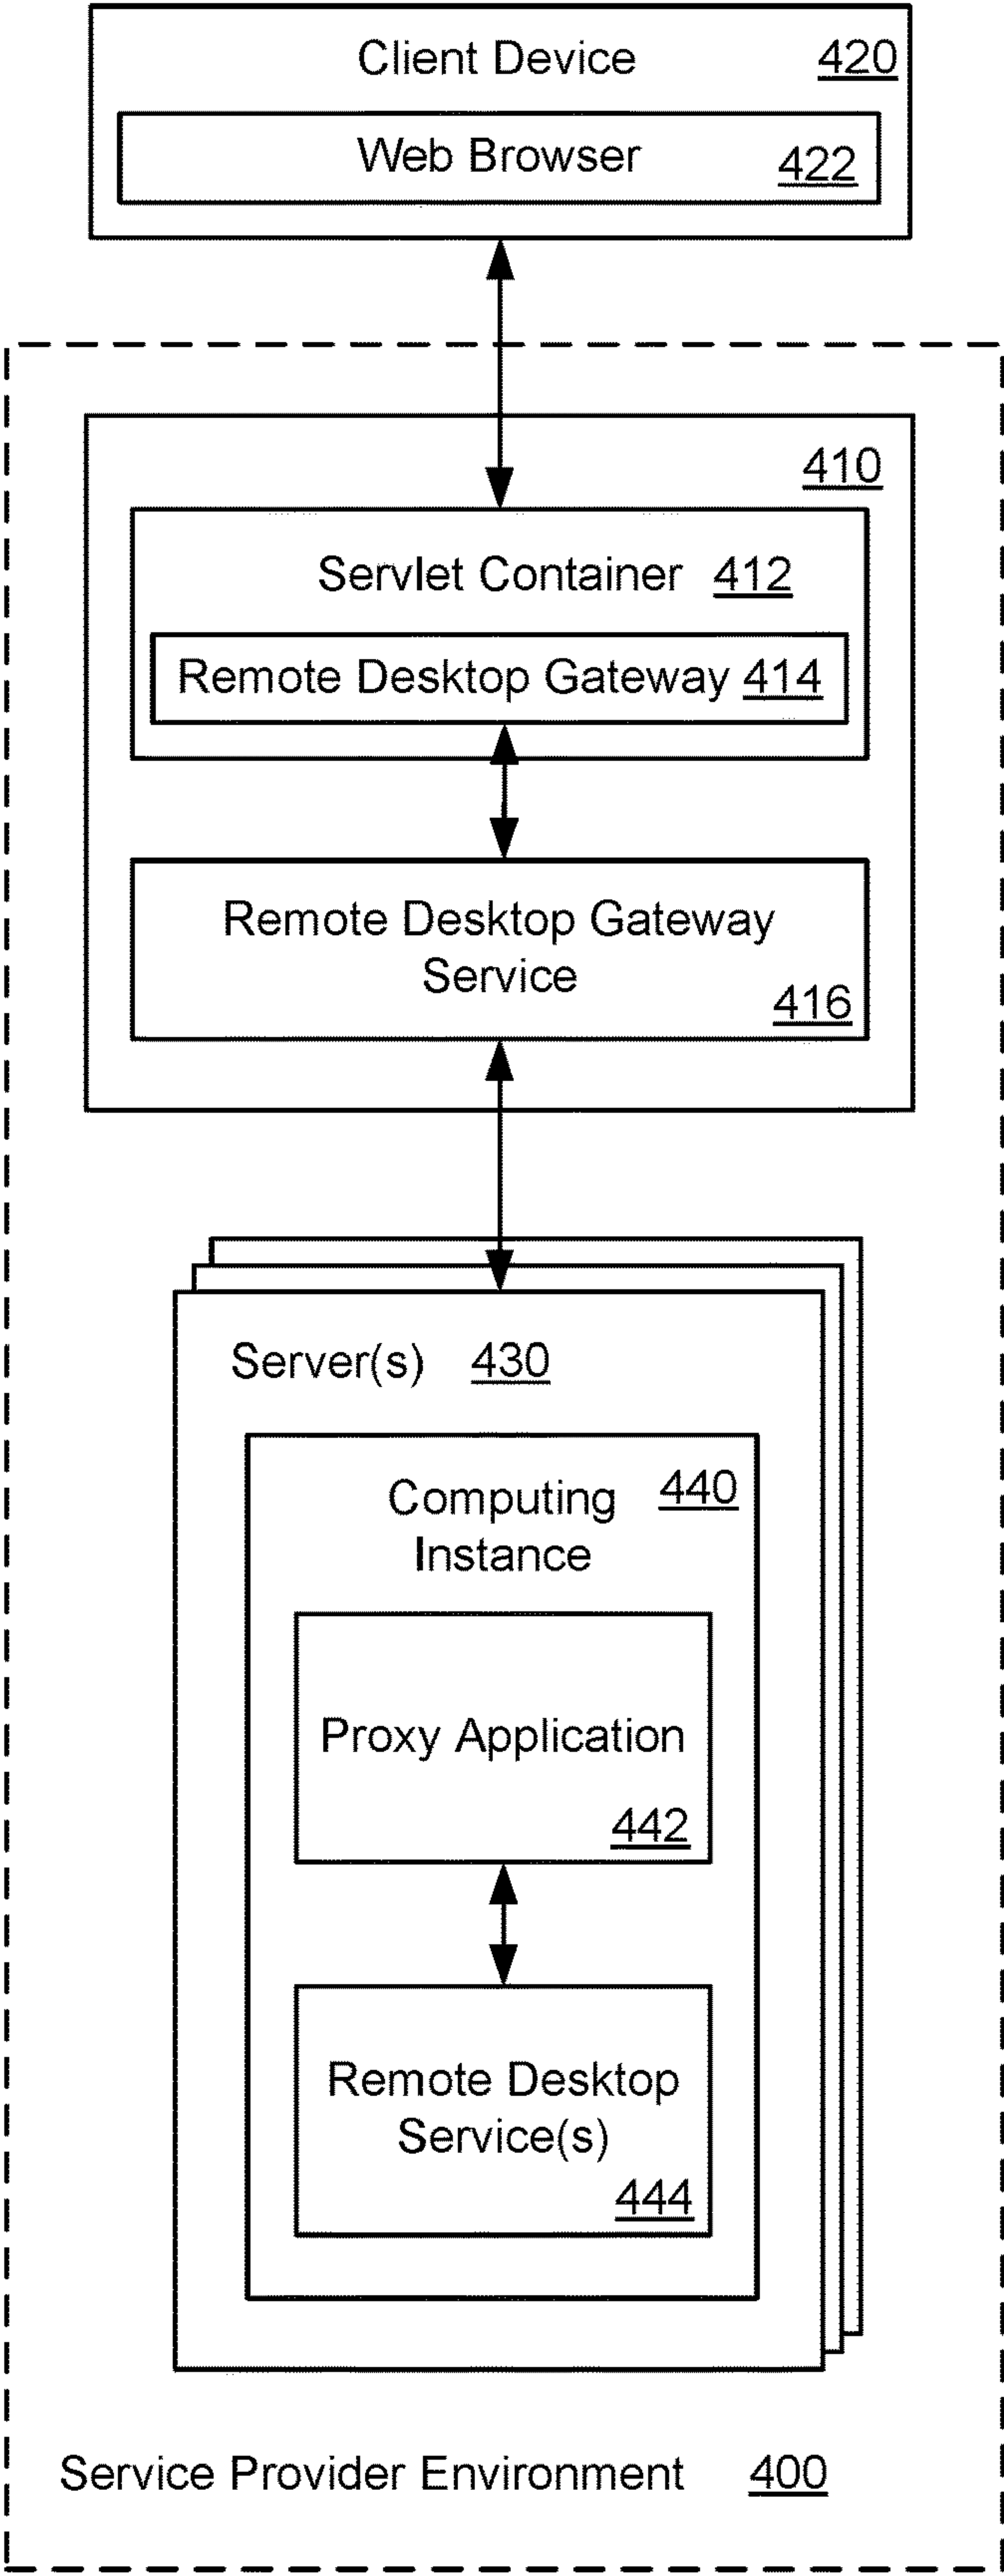 Client Device 420
Web Browser 422
410
Servlet Container 412
Remote Desktop Gateway 414
Remote Desktop Gateway
Service
416
Server(s) 430
Computing 440
Instance
Proxy Application
442
Remote Desktop
Service(s)
444
Service Provider Environment 400